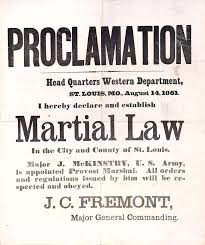 PROCLAMATION
Head Quarters Western Department,
ST. LOUIS, MO., August 14, 1861.
I hereby declare and establish
Martial Law
In the City and County of St. Louis.
Major J. McKINSTRY, U. S. Army,
is appointed Provost Marshal. All orders
and regulations issued by him will be re-
spected and obeyed.
J. C. FREMONT,
Major General Commanding.